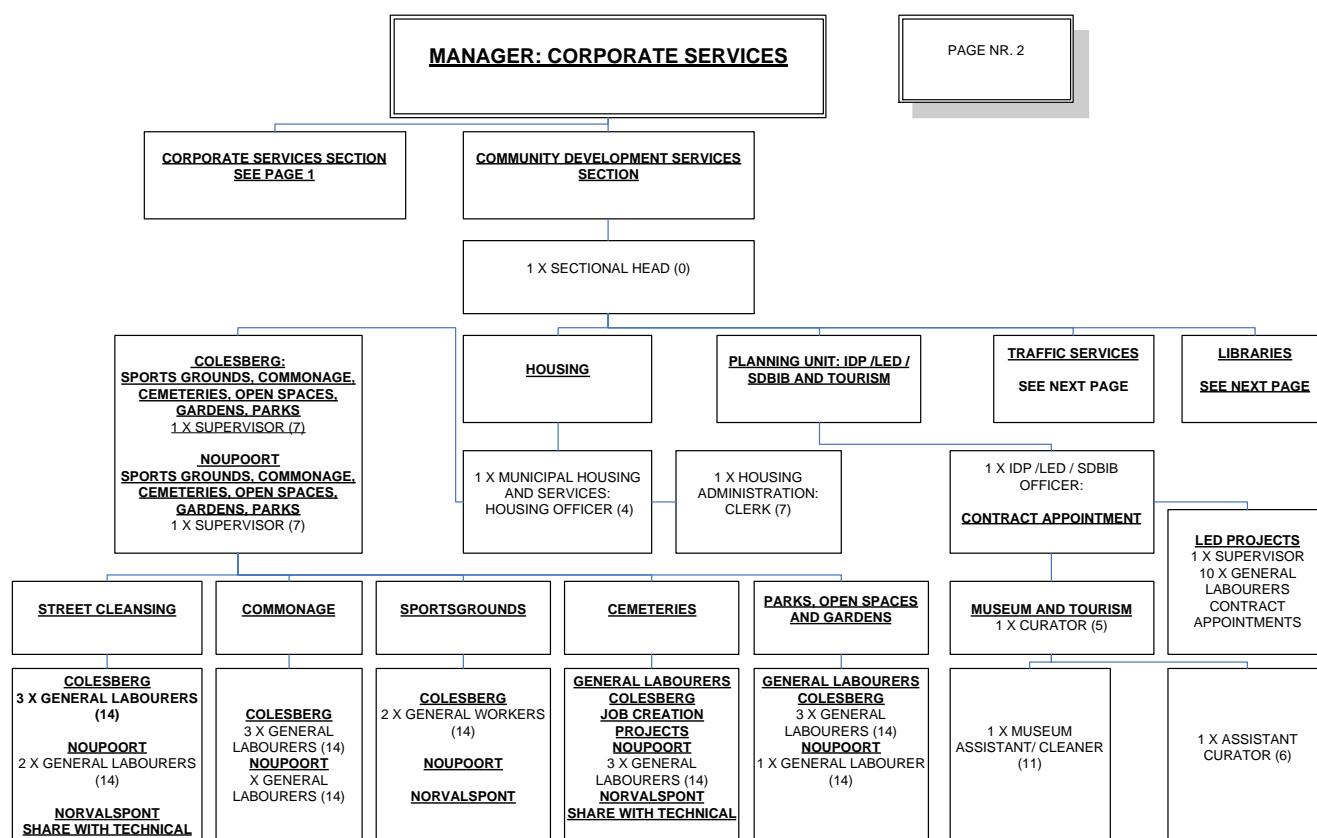 MANAGER: CORPORATE SERVICES
PAGE NR. 2
CORPORATE SERVICES SECTION
SEE PAGE 1
COMMUNITY DEVELOPMENT SERVICES
SECTION
1 X SECTIONAL HEAD (0)
COLESBERG:
SPORTS GROUNDS, COMMONAGE,
CEMETERIES, OPEN SPACES,
GARDENS, PARKS
1 X SUPERVISOR (7)
NOUPOORT
SPORTS GROUNDS, COMMONAGE,
CEMETERIES, OPEN SPACES,
GARDENS, PARKS
1 X SUPERVISOR (7)
HOUSING
PLANNING UNIT: IDP /LED /
SDBIB AND TOURISM
TRAFFIC SERVICES
SEE NEXT PAGE
LIBRARIES
SEE NEXT PAGE
1 X MUNICIPAL HOUSING
AND SERVICES:
HOUSING OFFICER (4)
1 X HOUSING
ADMINISTRATION:
CLERK (7)
1 X IDP /LED / SDBIB
OFFICER:
CONTRACT APPOINTMENT
LED PROJECTS
1 X SUPERVISOR
10 X GENERAL
LABOURERS
CONTRACT
APPOINTMENTS
STREET CLEANSING
COMMONAGE
SPORTSGROUNDS
CEMETERIES
PARKS, OPEN SPACES
AND GARDENS
MUSEUM AND TOURISM
1 X CURATOR (5)
COLESBERG
3 X GENERAL LABOURERS
(14)
NOUPOORT
2 X GENERAL LABOURERS
(14)
NORVALSPONT
SHARE WITH TECHNICAL
COLESBERG
3 X GENERAL
LABOURERS (14)
NOUPOORT
X GENERAL
LABOURERS (14)
COLESBERG
2 X GENERAL WORKERS
(14)
NOUPOORT
NORVALSPONT
GENERAL LABOURERS
COLESBERG
JOB CREATION
PROJECTS
NOUPOORT
3 X GENERAL
LABOURERS (14)
NORVALSPONT
SHARE WITH TECHNICAL
GENERAL LABOURERS
COLESBERG
3 X GENERAL
LABOURERS (14)
NOUPOORT
1 X GENERAL LABOURER
(14)
1 X MUSEUM
ASSISTANT/ CLEANER
(11)
1 X ASSISTANT
CURATOR (6)